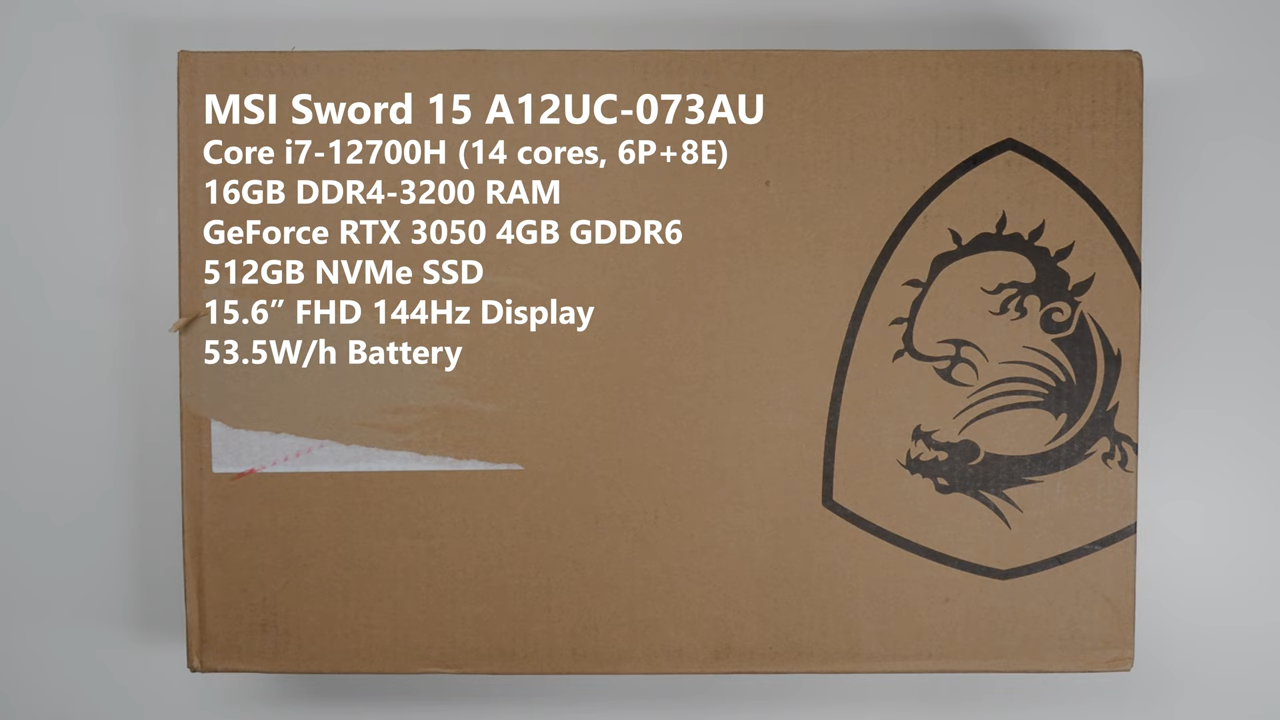 MSI Sword 15 A12UC-073AU
Core i7-12700H (14 cores, 6P+8E)
16GB DDR4-3200 RAM
GeForce RTX 3050 4GB GDDR6
512GB NVMe SSD
15.6” FHD 144Hz Display
53.5W/h Battery